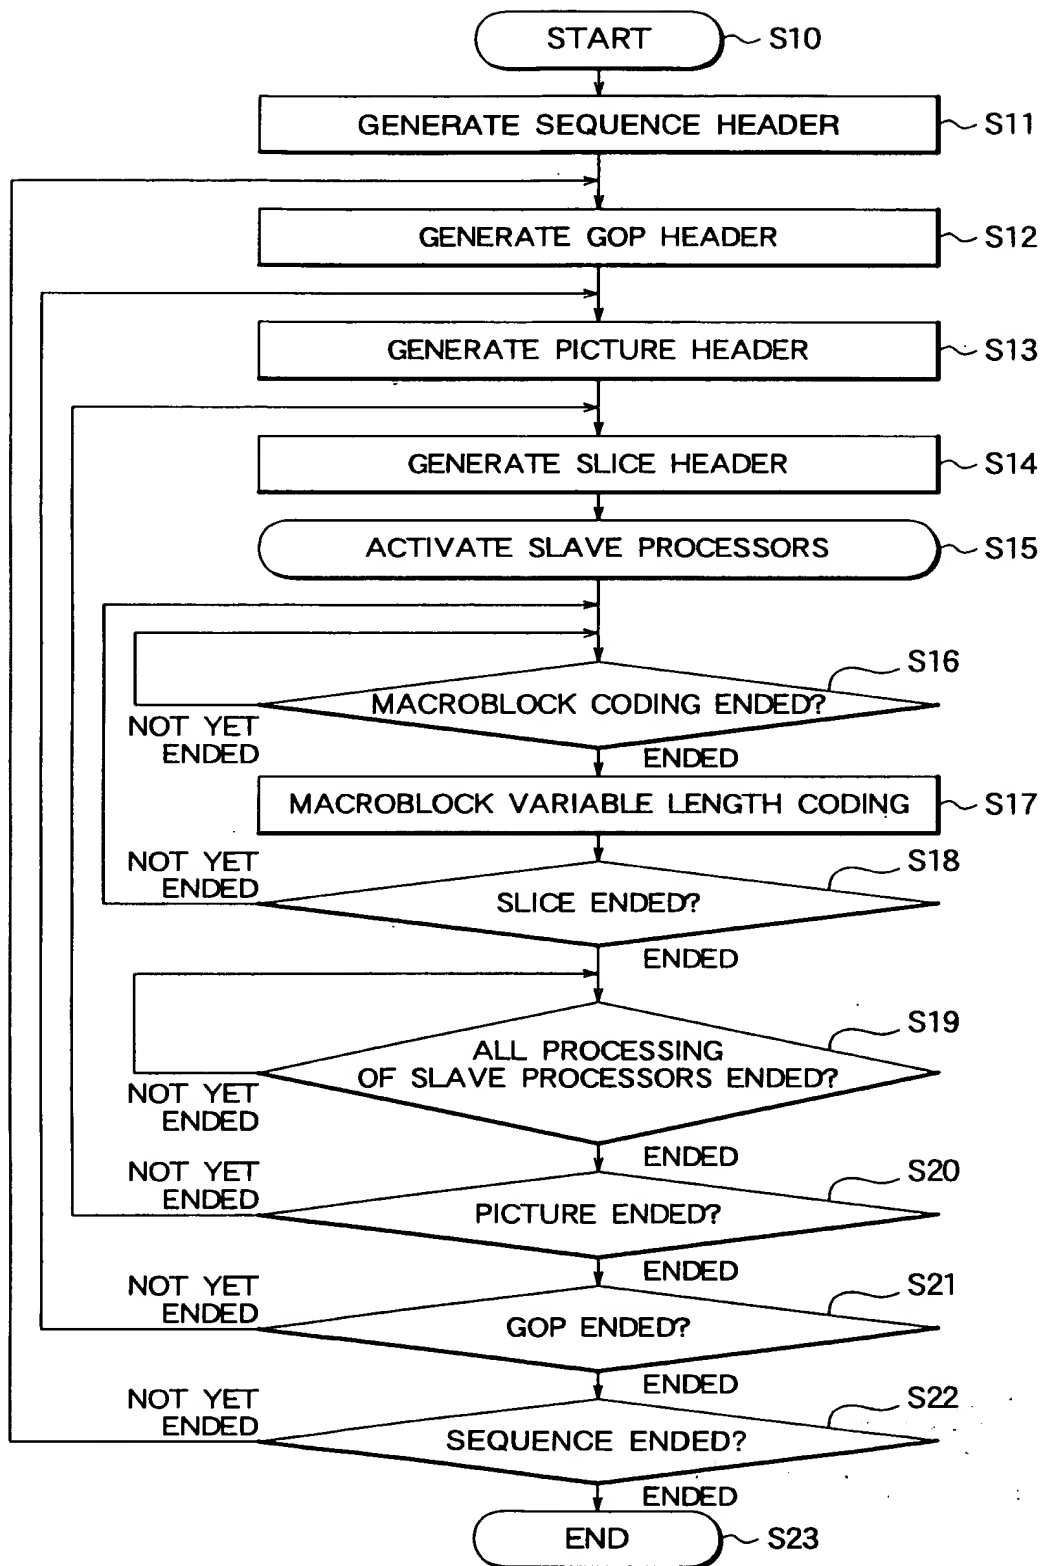 START
S10
GENERATE SEQUENCE HEADER
S11
GENERATE GOP HEADER
S12
GENERATE PICTURE HEADER
S13
GENERATE SLICE HEADER
S14
ACTIVATE SLAVE PROCESSORS
S15
S16
MACROBLOCK CODING ENDED?
NOT YET
ENDED
ENDED
MACROBLOCK VARIABLE LENGTH CODING
S17
S18
NOT YET
ENDED
SLICE ENDED?
ENDED
S19
ALL PROCESSING
OF SLAVE PROCESSORS ENDED?
NOT YET
ENDED
ENDED
S20
NOT YET
ENDED
PICTURE ENDED?
ENDED
S21
NOT YET
ENDED
GOP ENDED?
ENDED
S22
NOT YET
ENDED
SEQUENCE ENDED?
ENDED
END
S23